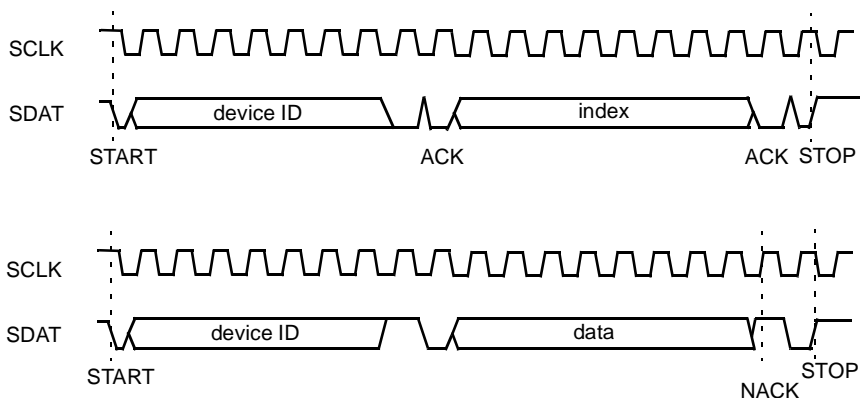 SCLK
SDAT device ID index
START ACK ACK STOP
SCLK
SDAT device ID data
START NACK STOP